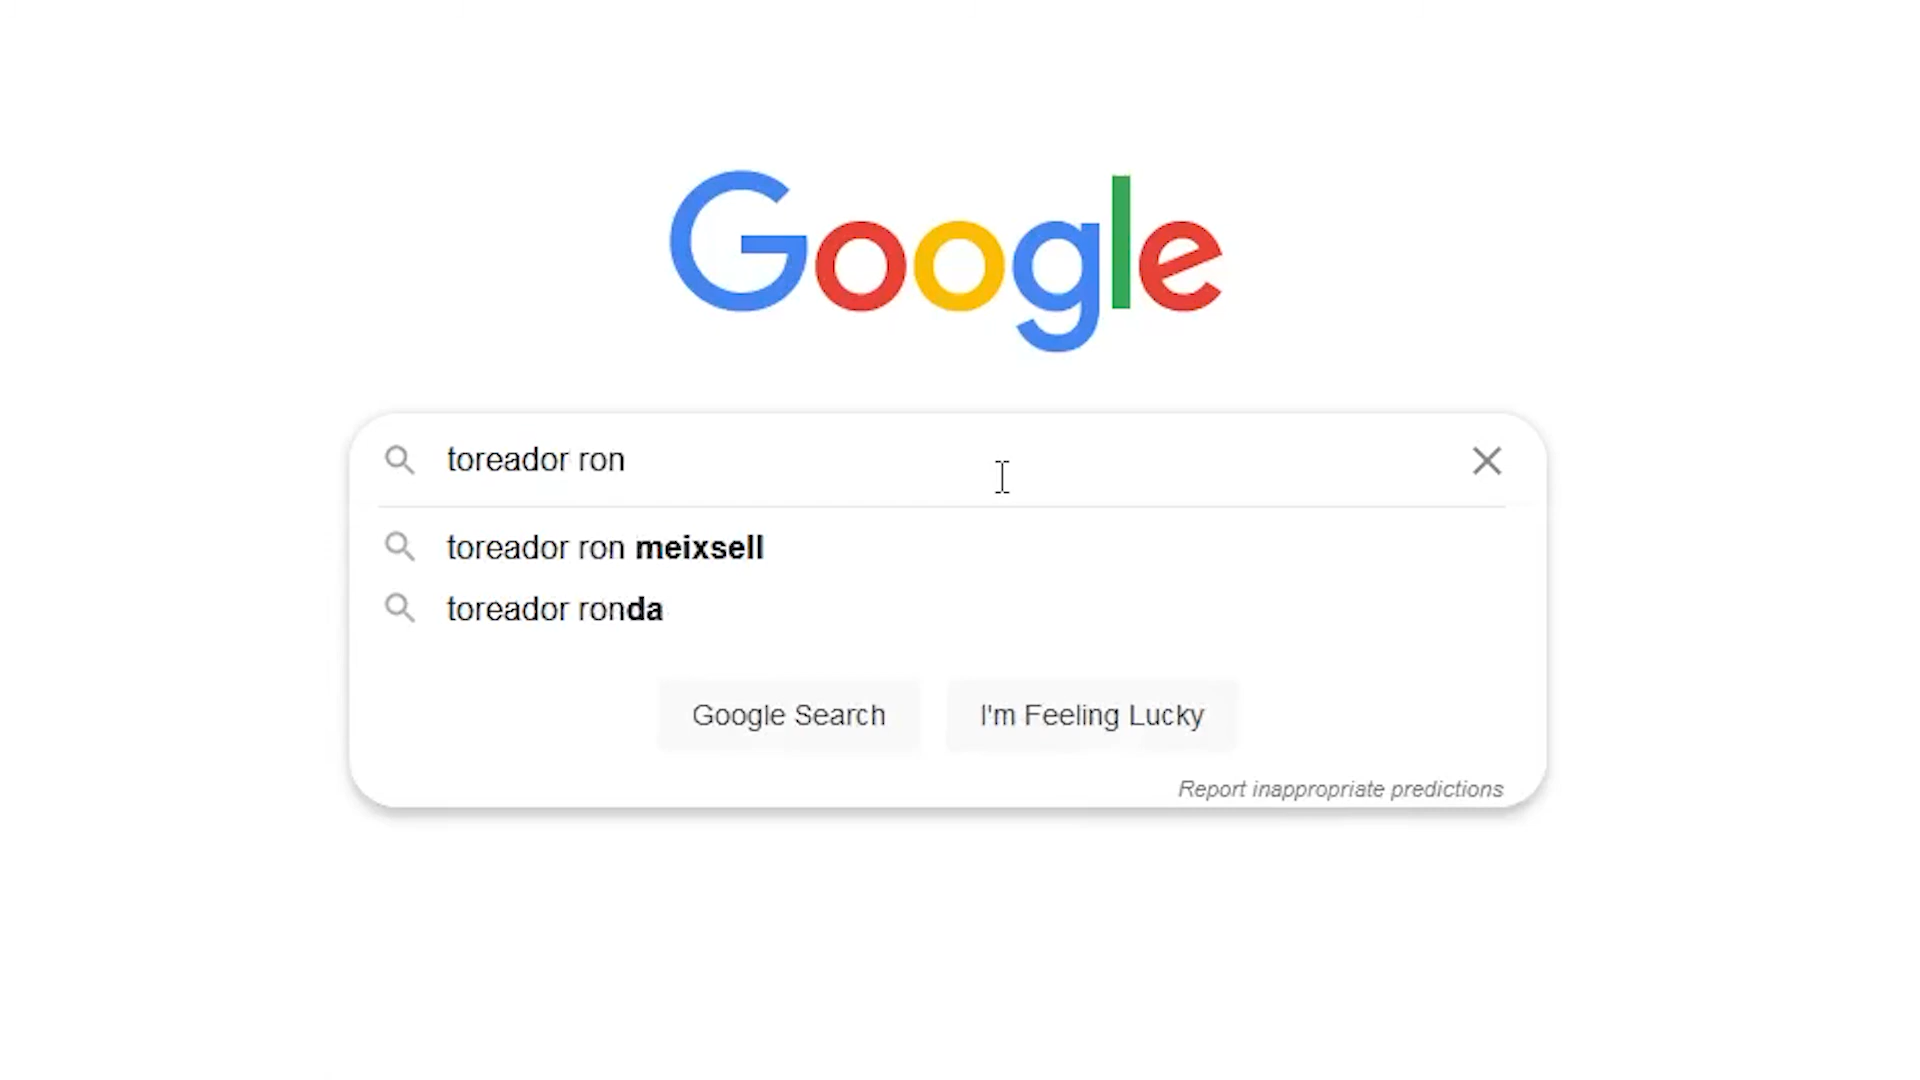 Google
toreador ron
toreador ron meixsell
toreador ronda
Google Search
I'm Feeling Lucky
Report inappropriate predictions